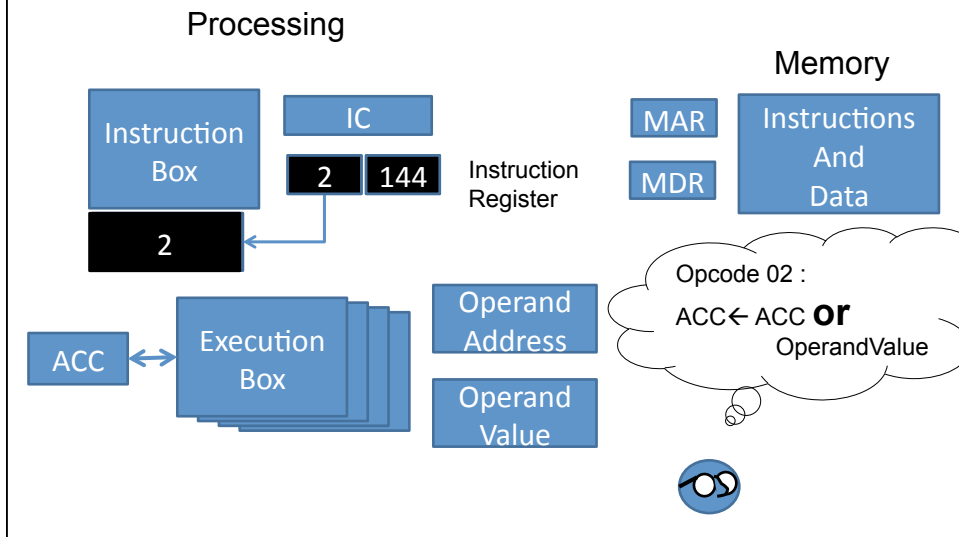 Processing
Memory
Instruction
Box
IC
2
144
Instruction
Register
MAR
MDR
Instructions
And
Data
2
Opcode 02 :
ACC← ACC or
OperandValue
ACC
Execution
Box
Operand
Address
Operand
Value